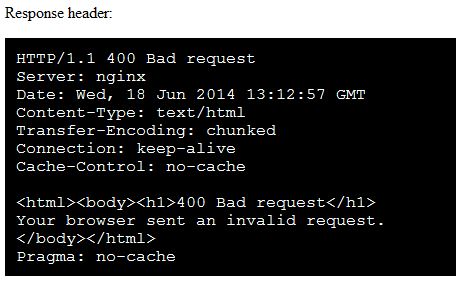 Response header:
HTTP/1.1 400 Bad request
Server: nginx
Date: Wed, 18 Jun 2014 13:12:57 GMT
Content-Type: text/html
Transfer-Encoding: chunked
Connection: keep-alive
Cache-Control: no-cache

<html><body><h1>400 Bad request</h1>
Your browser sent an invalid request.
</body></html>
Pragma: no-cache